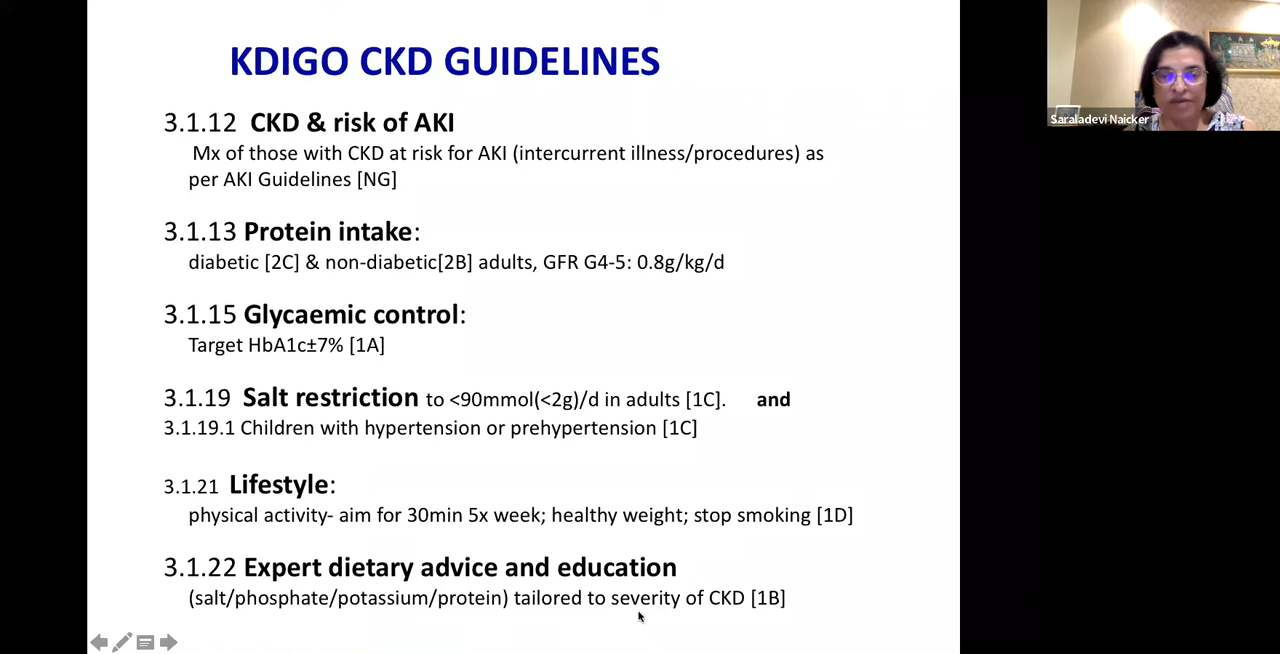 KDIGO CKD GUIDELINES
3.1.12 CKD & risk of AKI
Mx of those with CKD at risk for AKI (intercurrent illness/procedures) as
per AKI Guidelines [NG]
3.1.13 Protein intake:
diabetic [2C] & non-diabetic[2B] adults, GFR G4-5: 0.8g/kg/d
3.1.15 Glycaemic control:
Target HbA1c±7% [1A]
3.1.19 Salt restriction to <90mmol(<2g)/d in adults [1C]. and
3.1.19.1 Children with hypertension or prehypertension [1C]
3.1.21 Lifestyle:
physical activity- aim for 30min 5x week; healthy weight; stop smoking [1D]
3.1.22 Expert dietary advice and education
(salt/phosphate/potassium/protein) tailored to severity of CKD [1B]
Saraladevi Naicker